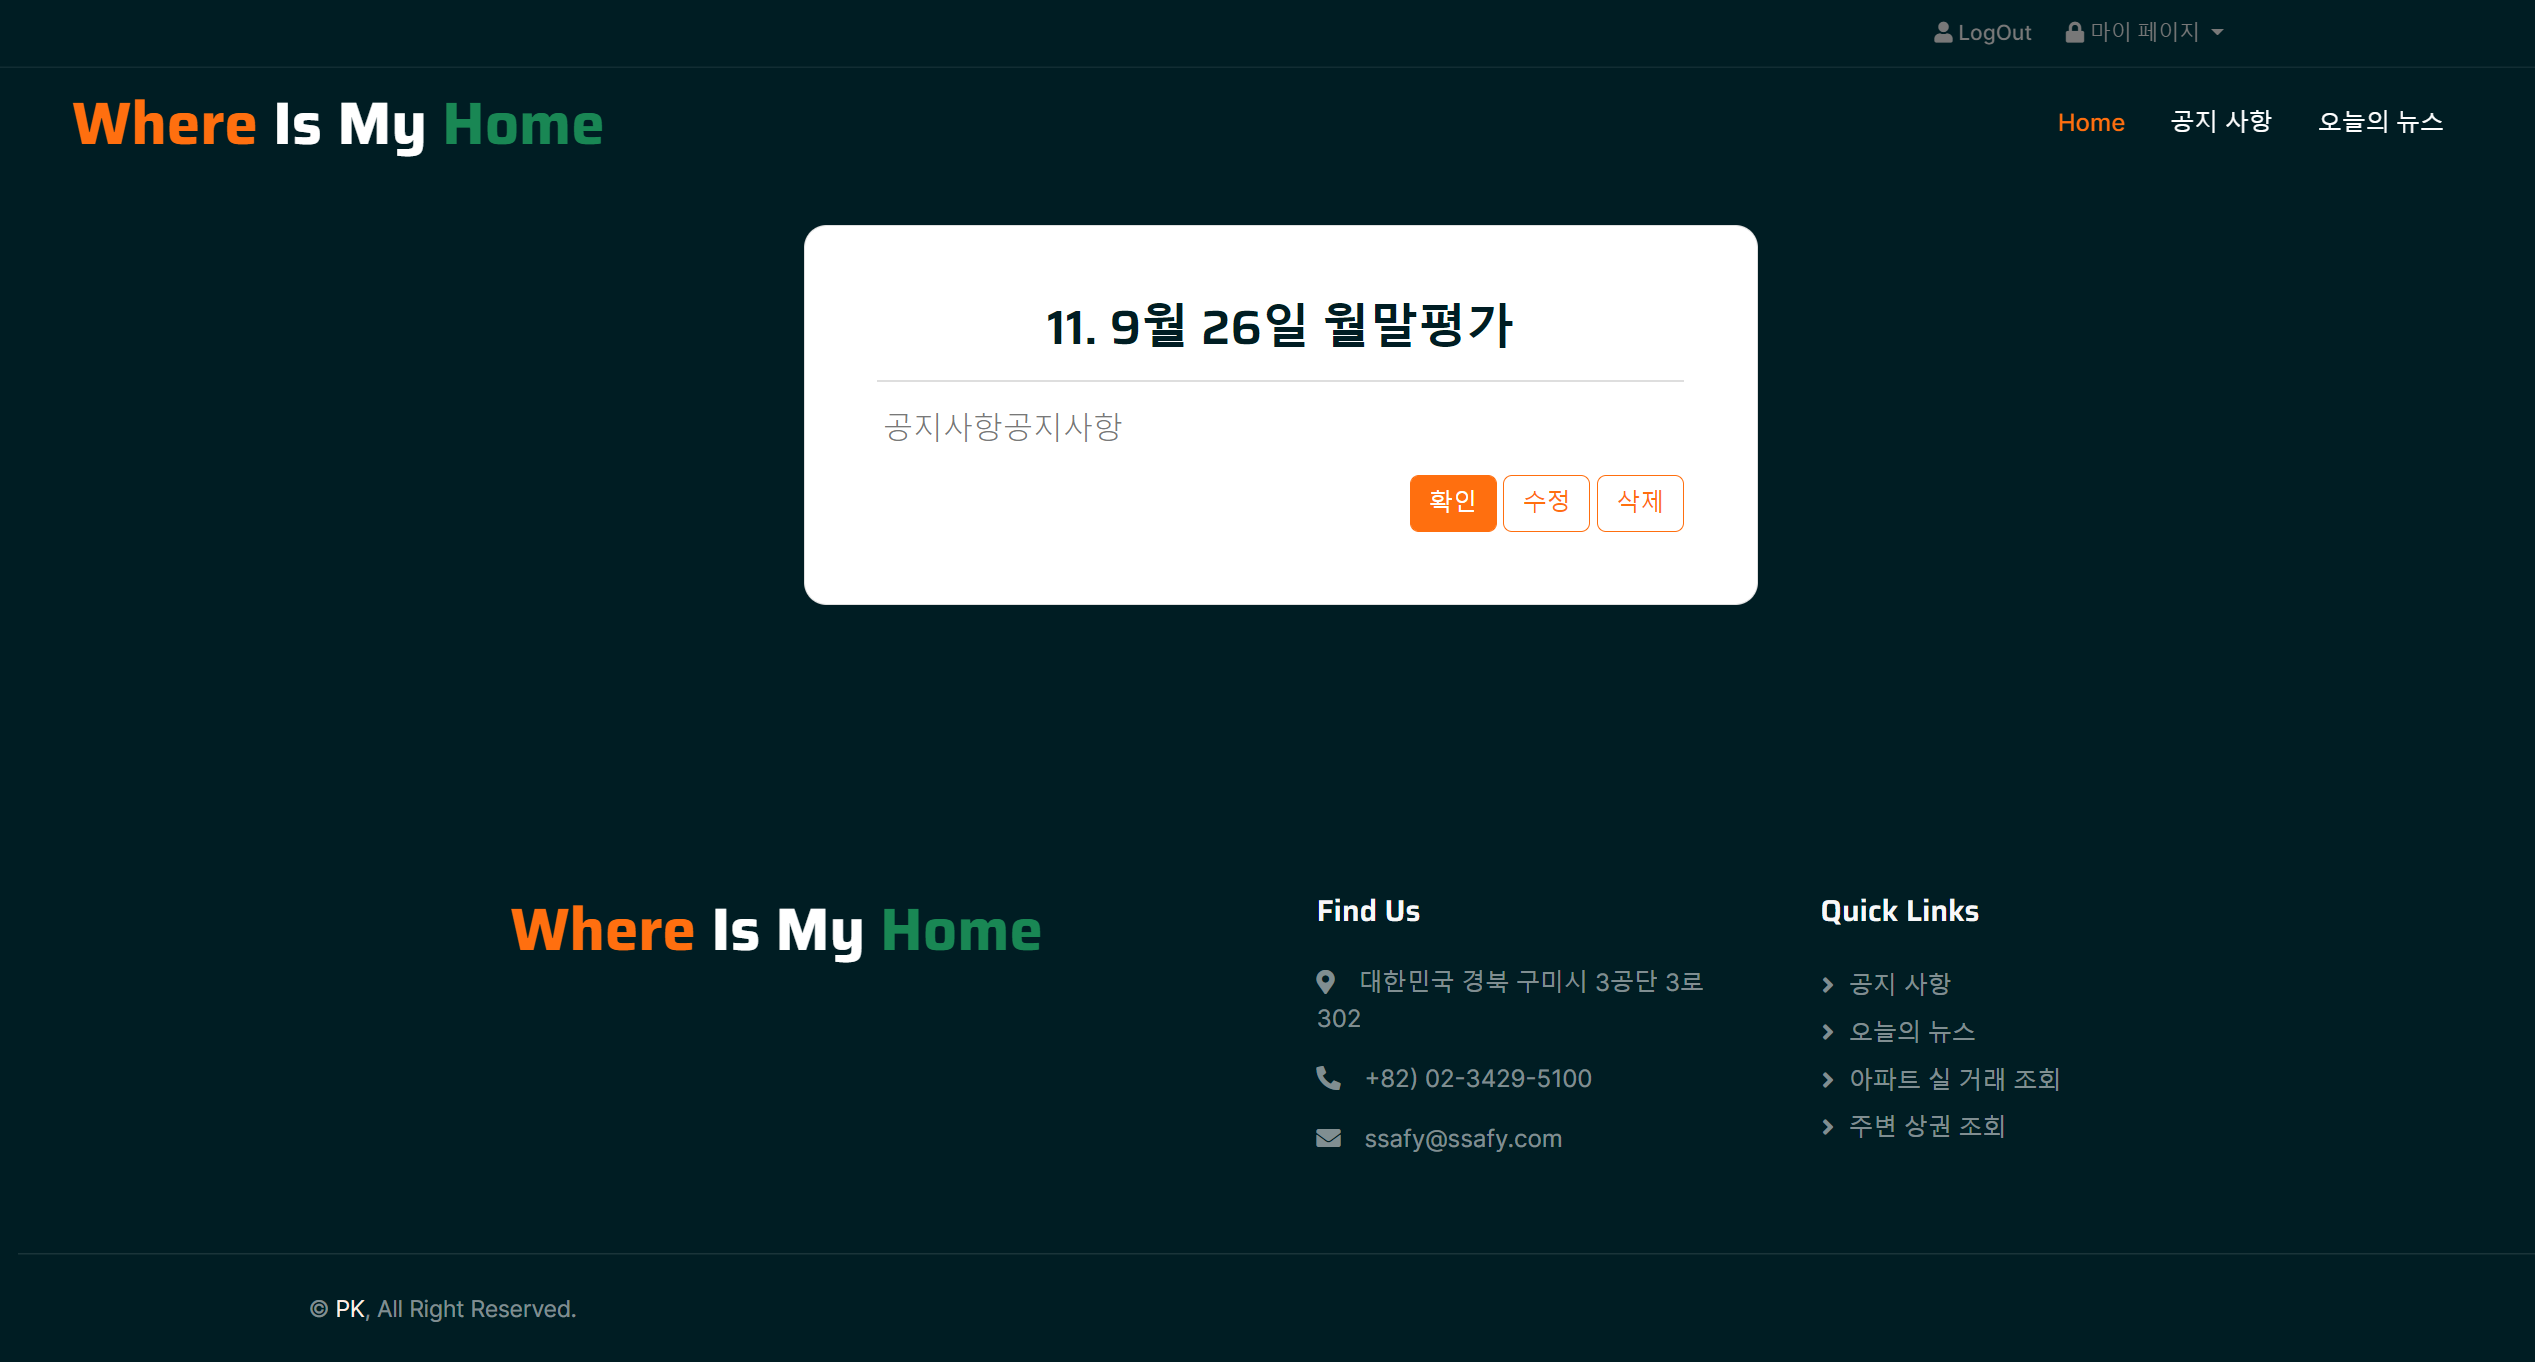 LogOut 마이 페이지
Where Is My Home
Home 공지 사항 오늘의 뉴스
11. 9월 26일 월말평가
공지사항공지사항
확인 수정 삭제
Where Is My Home
Find Us
대한민국 경북 구미시 3공단 3로
302
+82) 02-3429-5100
ssafy@ssafy.com
Quick Links
공지 사항
오늘의 뉴스
아파트 실 거래 조회
주변 상권 조회
© PK, All Right Reserved.